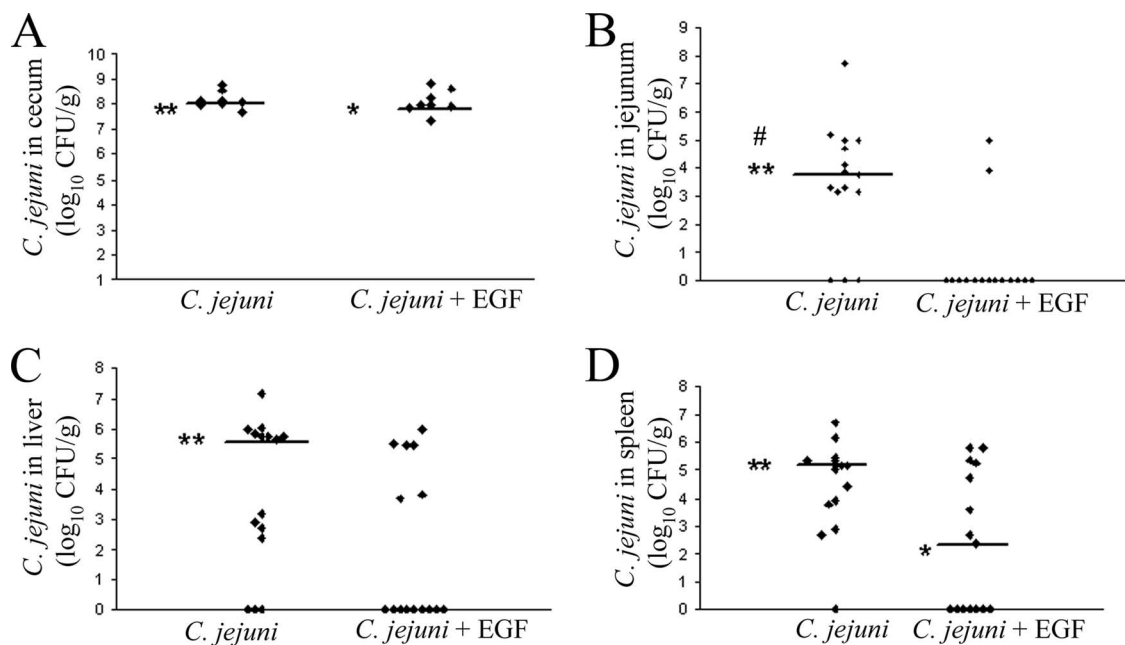 A
C. jejuni in cecum
(log10 CFU/g)
10
9
8
7
6
5
4
3
2
1
**
*
C. jejuni
C. jejuni + EGF
B
C. jejuni in jejunum
(log10 CFU/g)
9
8
7
6
5
4
3
2
1
0
#
**
C. jejuni
C. jejuni + EGF
C
C. jejuni in liver
(log10 CFU/g)
8
7
6
5
4
3
2
1
0
**
C. jejuni
C. jejuni + EGF
D
C. jejuni in spleen
(log10 CFU/g)
8
7
6
5
4
3
2
1
0
**
*
C. jejuni
C. jejuni + EGF